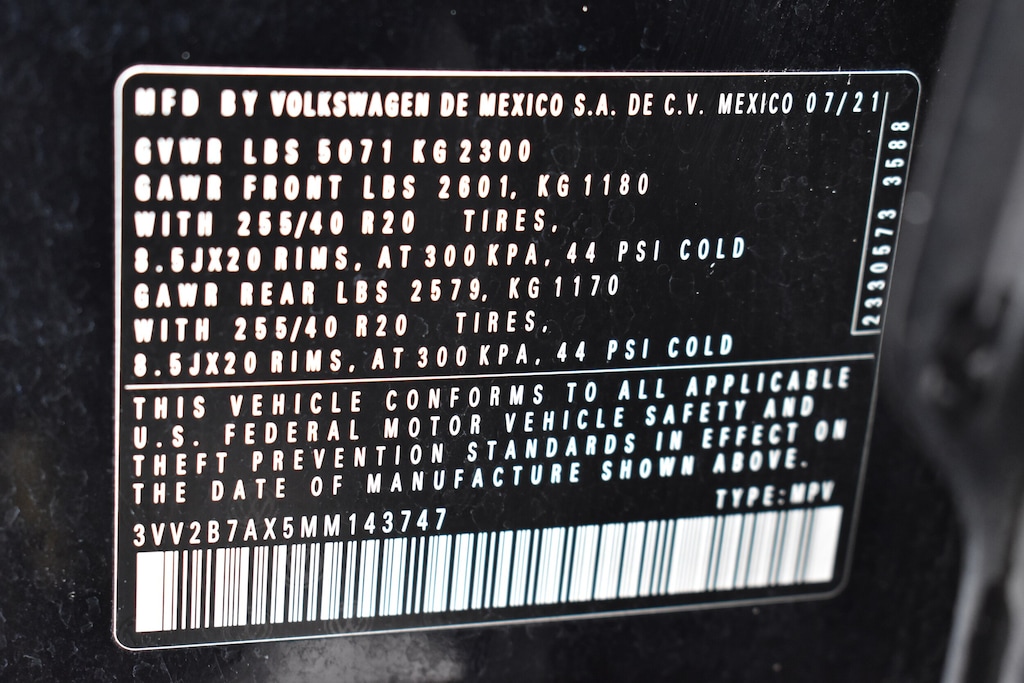 MFD BY VOLKSWAGEN DE MEXICO S.A. DE C.V. MEXICO 07/21
GVWR LBS 5071 KG 2300
GAWR FRONT LBS 2601, KG 1180
WITH 255/40 R20 TIRES,
8.5JX20 RIMS, AT 300 KPA, 44 PSI COLD
GAWR REAR LBS 2579, KG 1170
WITH 255/40 R20 TIRES,
8.5JX20 RIMS, AT 300 KPA, 44 PSI COLD
2330573 3588
THIS VEHICLE CONFORMS TO ALL APPLICABLE
U.S. FEDERAL MOTOR VEHICLE SAFETY AND
THEFT PREVENTION STANDARDS IN EFFECT ON
THE DATE OF MANUFACTURE SHOWN ABOVE.
TYPE:MPV
3VV2B7AX5MM143747